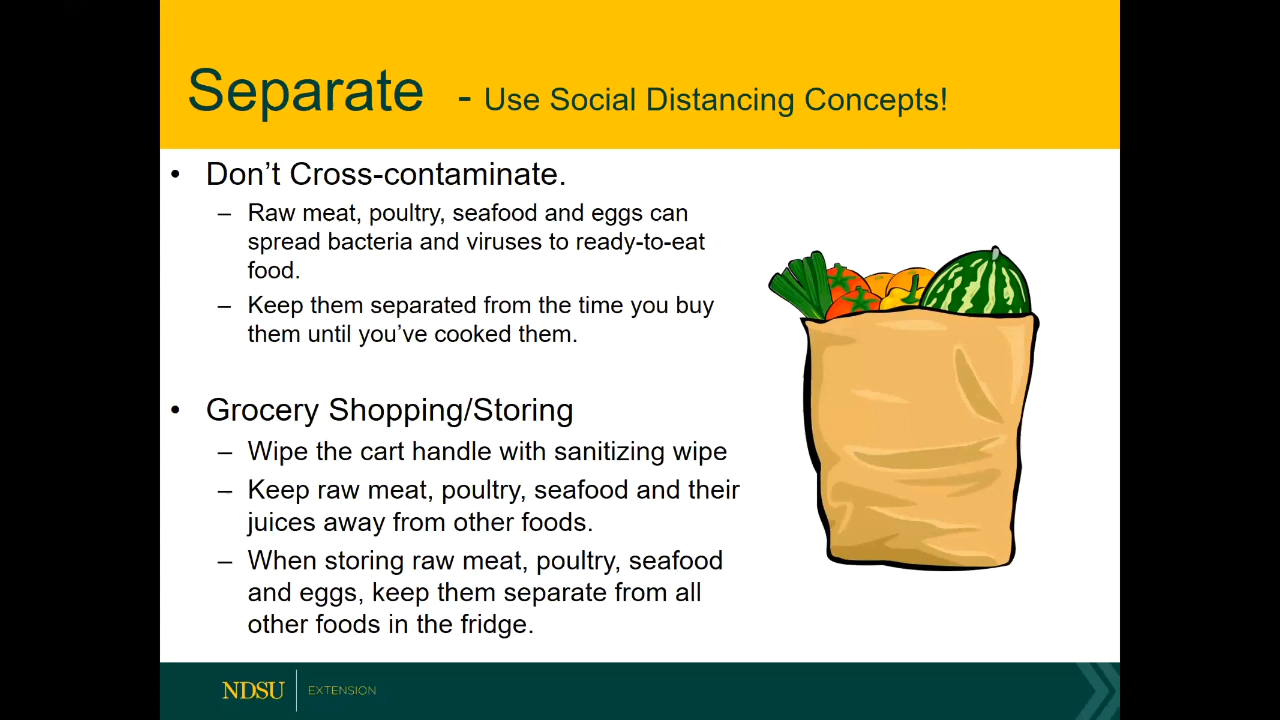 Separate - Use Social Distancing Concepts!
• Don’t Cross-contaminate.
– Raw meat, poultry, seafood and eggs can
spread bacteria and viruses to ready-to-eat
food.
– Keep them separated from the time you buy
them until you’ve cooked them.
• Grocery Shopping/Storing
– Wipe the cart handle with sanitizing wipe
– Keep raw meat, poultry, seafood and their
juices away from other foods.
– When storing raw meat, poultry, seafood
and eggs, keep them separate from all
other foods in the fridge.
NDSU EXTENSION